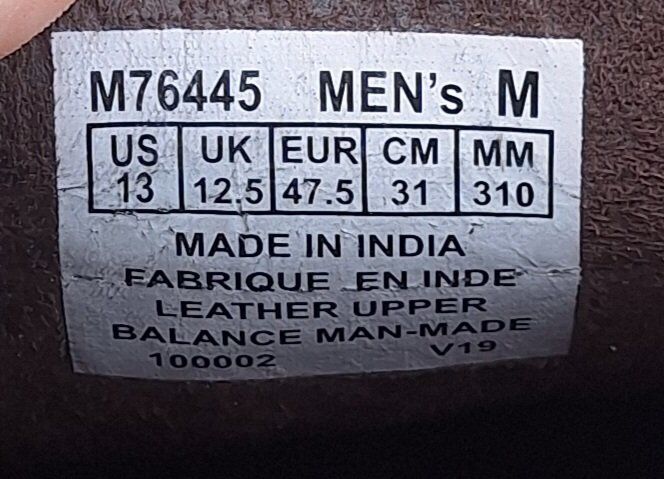 M76445 MEN's M
US UK EUR CM MM
13 12.5 47.5 31 310
MADE IN INDIA
FABRIQUE EN INDE
LEATHER UPPER
BALANCE MAN-MADE
100002 V19